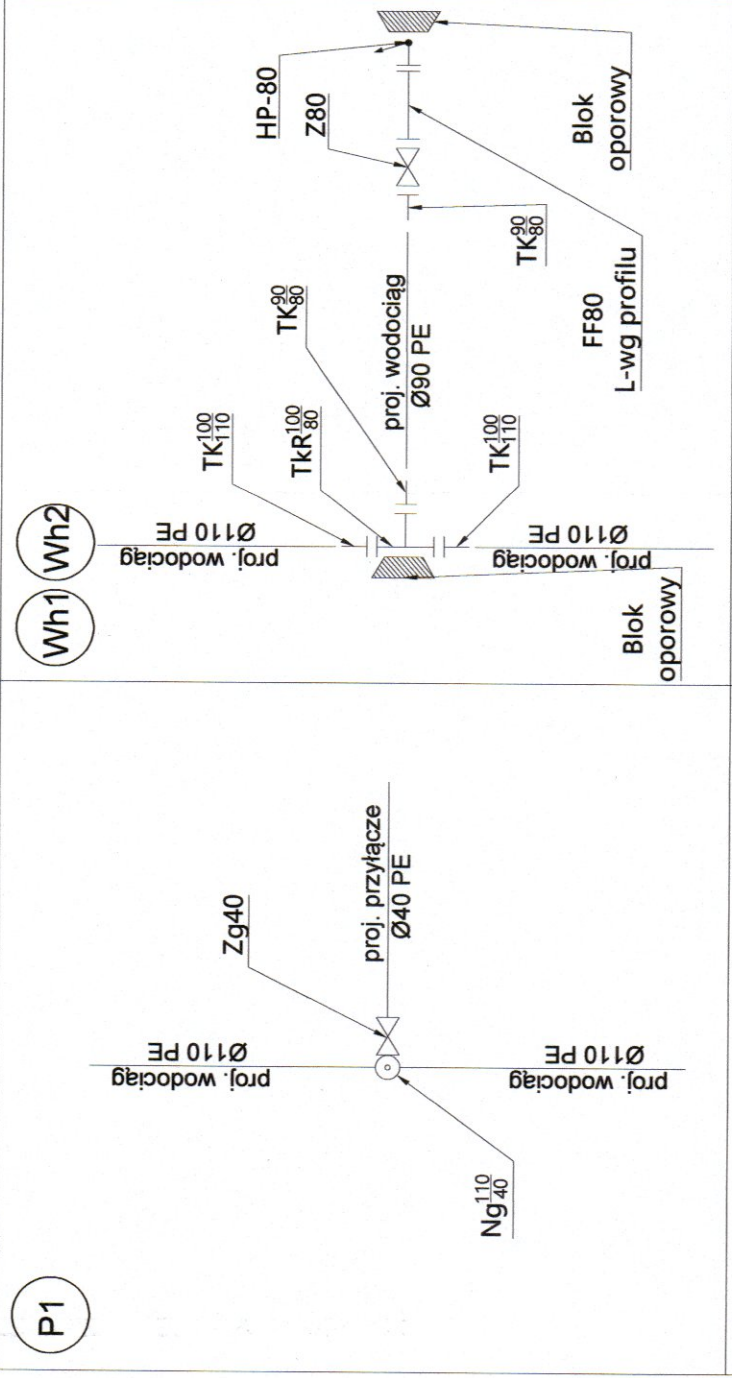 P1
Zg40
proj. wodociąg
Ø110 PE
proj. przyłącze
Ø40 PE
proj. wodociąg
Ø110 PE
Ng 110/40
Wh1
Wh2
proj. wodociąg
Ø110 PE
TK 100/110
TkR 100/80
TK 90/80
proj. wodociąg
Ø90 PE
TK 100/110
proj. wodociąg
Ø110 PE
Blok
oporowy
HP-80
Z80
TK 90/80
FF80
L-wg profilu
Blok
oporowy